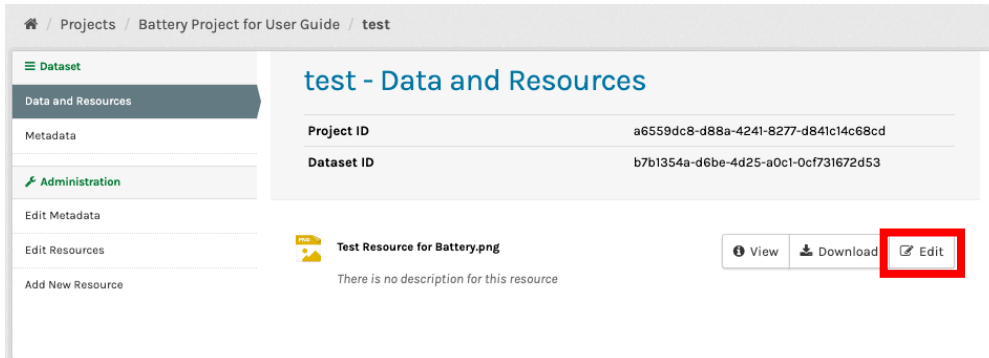 / Projects / Battery Project for User Guide / test
Dataset
Data and Resources
Metadata
Administration
Edit Metadata
Edit Resources
Add New Resource
test - Data and Resources
Project ID a6559dc8-d88a-4241-8277-d841c14c68cd
Dataset ID b7b1354a-d6be-4d25-a0c1-0cf731672d53
PNG
Test Resource for Battery.png
There is no description for this resource
View Download Edit